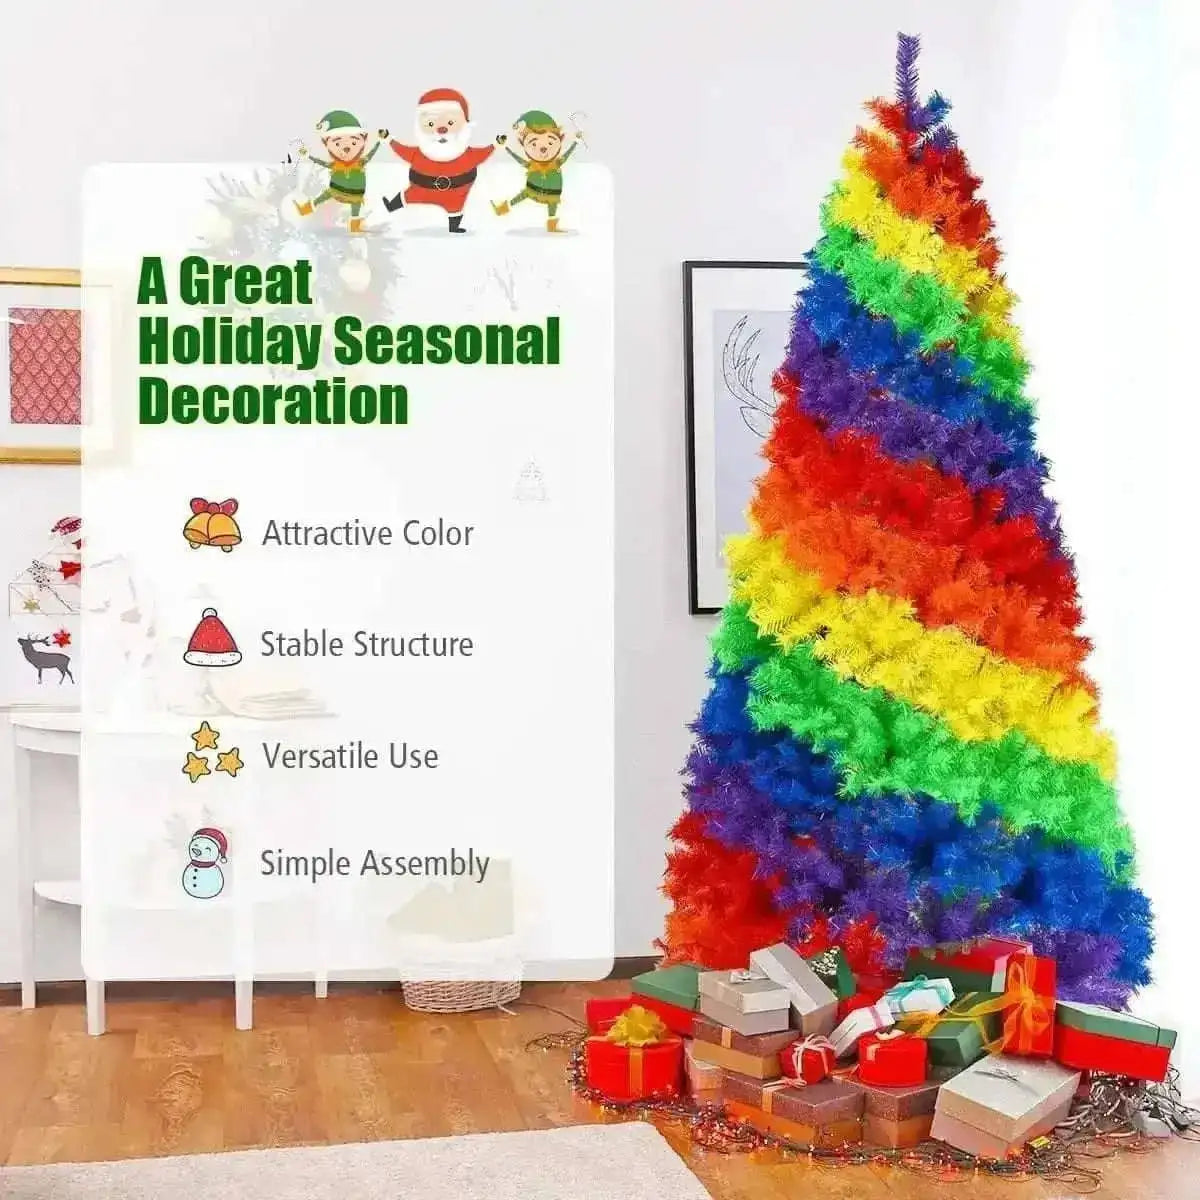 A Great
Holiday Seasonal
Decoration
Attractive Color
Stable Structure
Versatile Use
Simple Assembly